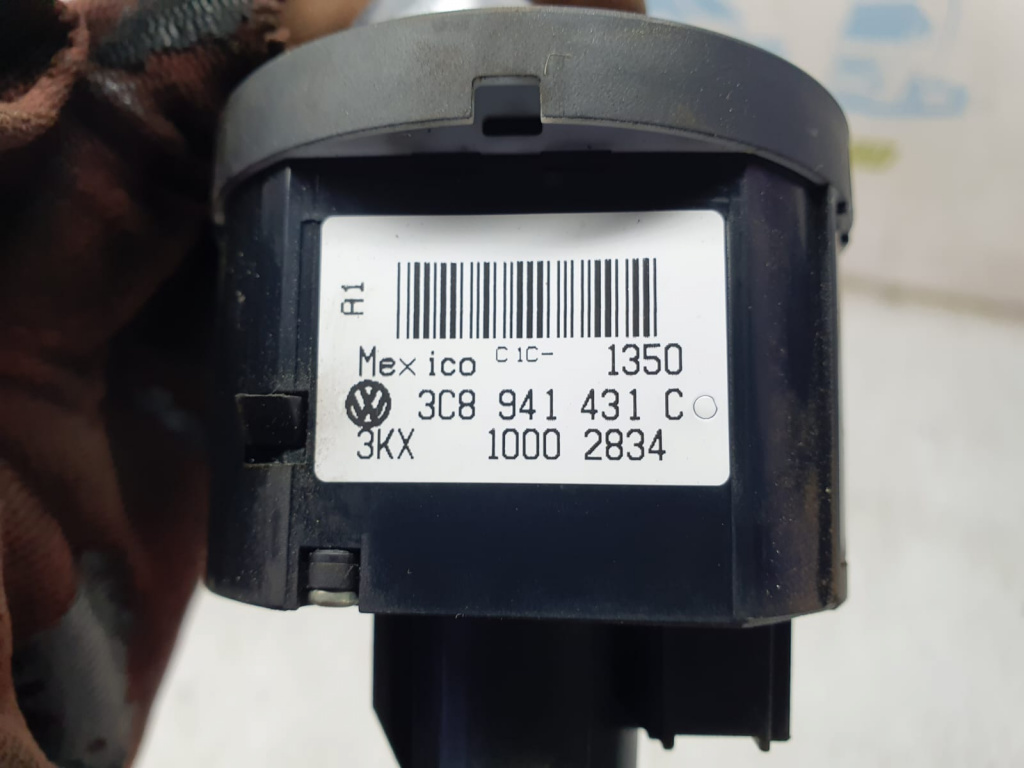 A1
Mexico C1C- 1350
3C8 941 431 C
3KX 1000 2834